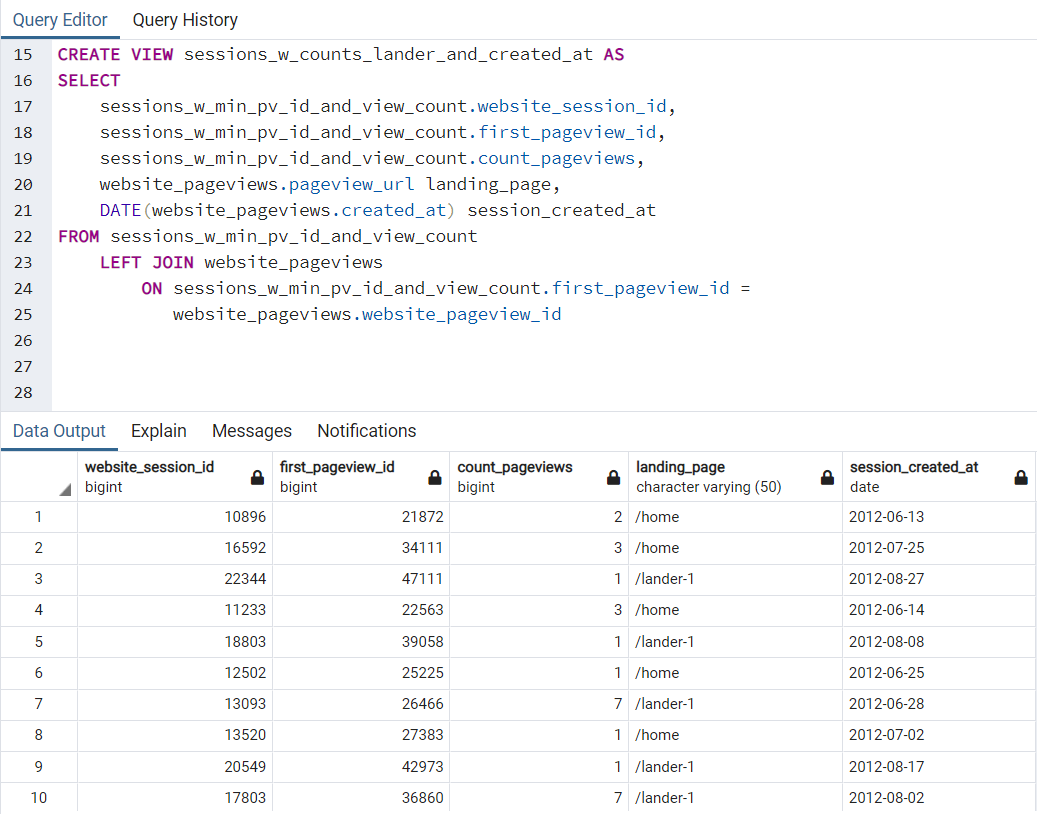 Query Editor Query History
15 CREATE VIEW sessions_w_counts_lander_and_created_at AS
16 SELECT
17 sessions_w_min_pv_id_and_view_count.website_session_id,
18 sessions_w_min_pv_id_and_view_count.first_pageview_id,
19 sessions_w_min_pv_id_and_view_count.count_pageviews,
20 website_pageviews.pageview_url landing_page,
21 DATE(website_pageviews.created_at) session_created_at
22 FROM sessions_w_min_pv_id_and_view_count
23 LEFT JOIN website_pageviews
24 ON sessions_w_min_pv_id_and_view_count.first_pageview_id =
25 website_pageviews.website_pageview_id
26
27
28
Data Output Explain Messages Notifications
website_session_id first_pageview_id count_pageviews landing_page session_created_at
bigint bigint bigint character varying (50) date
1 10896 21872 2 /home 2012-06-13
2 16592 34111 3 /home 2012-07-25
3 22344 47111 1 /lander-1 2012-08-27
4 11233 22563 3 /home 2012-06-14
5 18803 39058 1 /lander-1 2012-08-08
6 12502 25225 1 /home 2012-06-25
7 13093 26466 7 /lander-1 2012-06-28
8 13520 27383 1 /home 2012-07-02
9 20549 42973 1 /lander-1 2012-08-17
10 17803 36860 7 /lander-1 2012-08-02